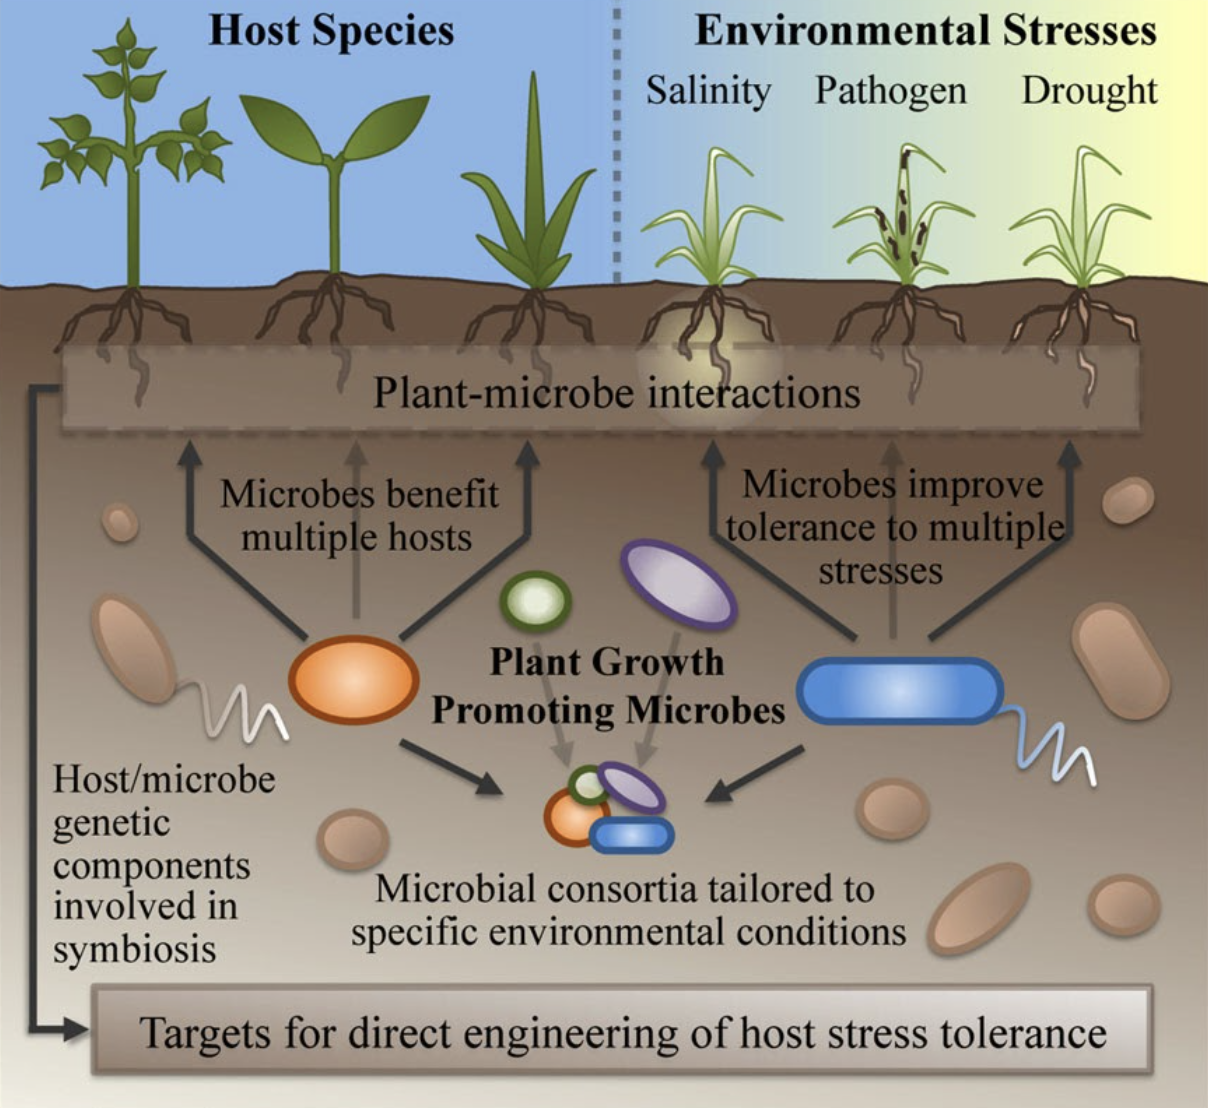 Host Species
Environmental Stresses
Salinity
Pathogen
Drought
Plant-microbe interactions
Microbes benefit
multiple hosts
Microbes improve
tolerance to multiple
stresses
Plant Growth
Promoting Microbes
Host/microbe
genetic
components
involved in
symbiosis
Microbial consortia tailored to
specific environmental conditions
Targets for direct engineering of host stress tolerance